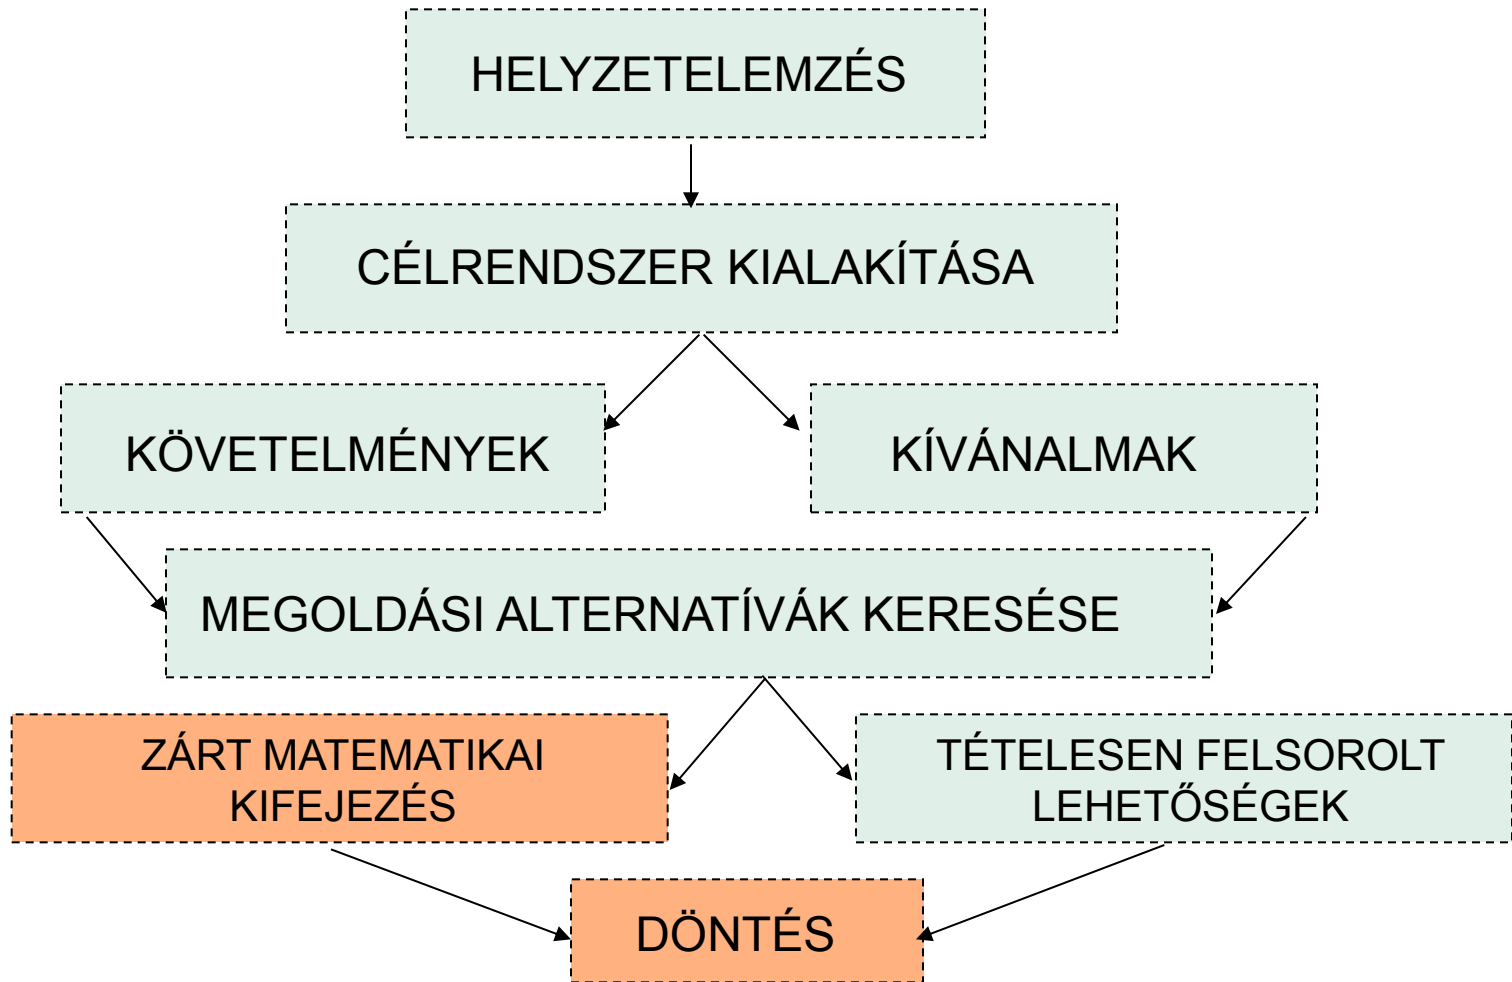 HELYZETELEMZÉS
CÉLRENDSZER KIALAKÍTÁSA
KÖVETELMÉNYEK
KÍVÁNALMAK
MEGOLDÁSI ALTERNATÍVÁK KERESÉSE
ZÁRT MATEMATIKAI
KIFEJEZÉS
TÉTELESEN FELSOROLT
LEHETŐSÉGEK
DÖNTÉS